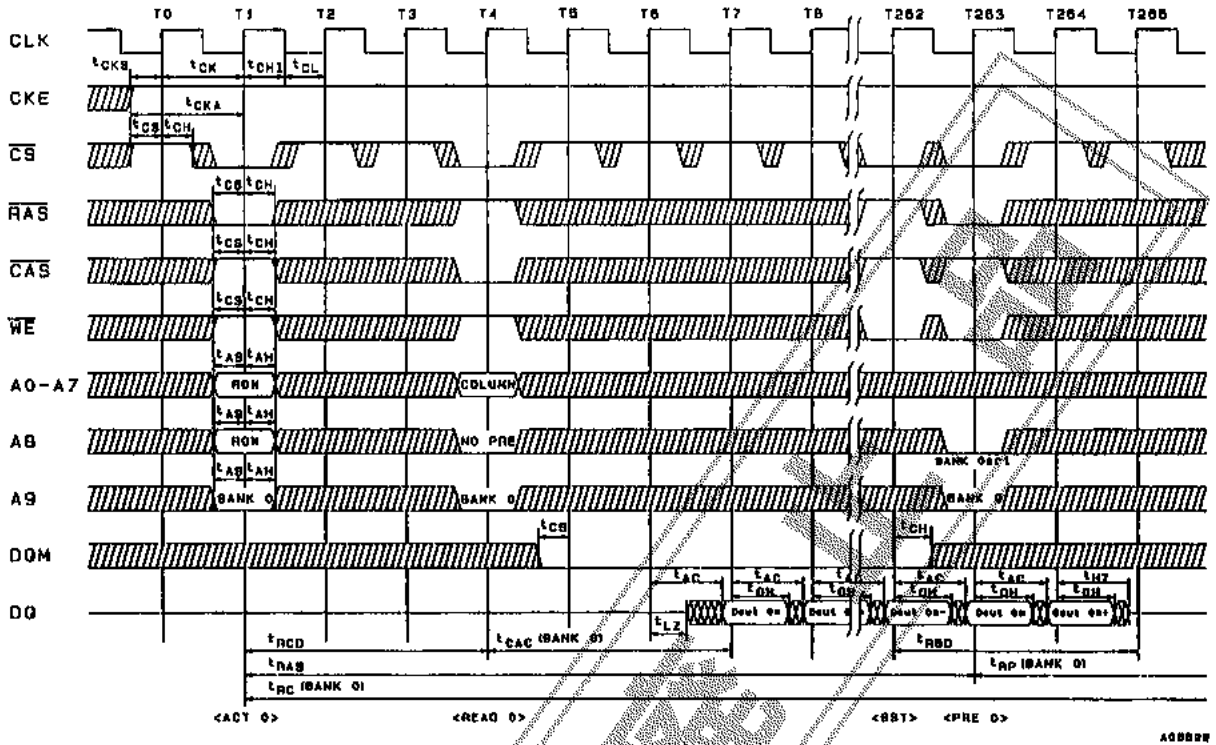 T0 T1 T2 T3 T4 T5 T6 T7 T8 T262 T263 T264 T265
CLK
tCKS tCK tCH1 tCL
CKE
tCKA
tCS tCH
CS
tCS tCH
RAS
tCS tCH
CAS
tCS tCH
WE
tAS tAH
A0-A7 ROW COLUMN
tAS tAH
A8 ROW NO PRE
BANK 0or1
tAS tAH
A9 BANK 0 BANK 0 BANK 0
tCS tCH
DQM
tAC tAC tAC tAC tAC tHZ
tOH tOH tOH tOH tOH
DQ
tLZ
tRCD tCAC (BANK 0) tRBD
tRAS tRP (BANK 0)
tRC (BANK 0)
<ACT 0> <READ 0> <BST> <PRE 0>